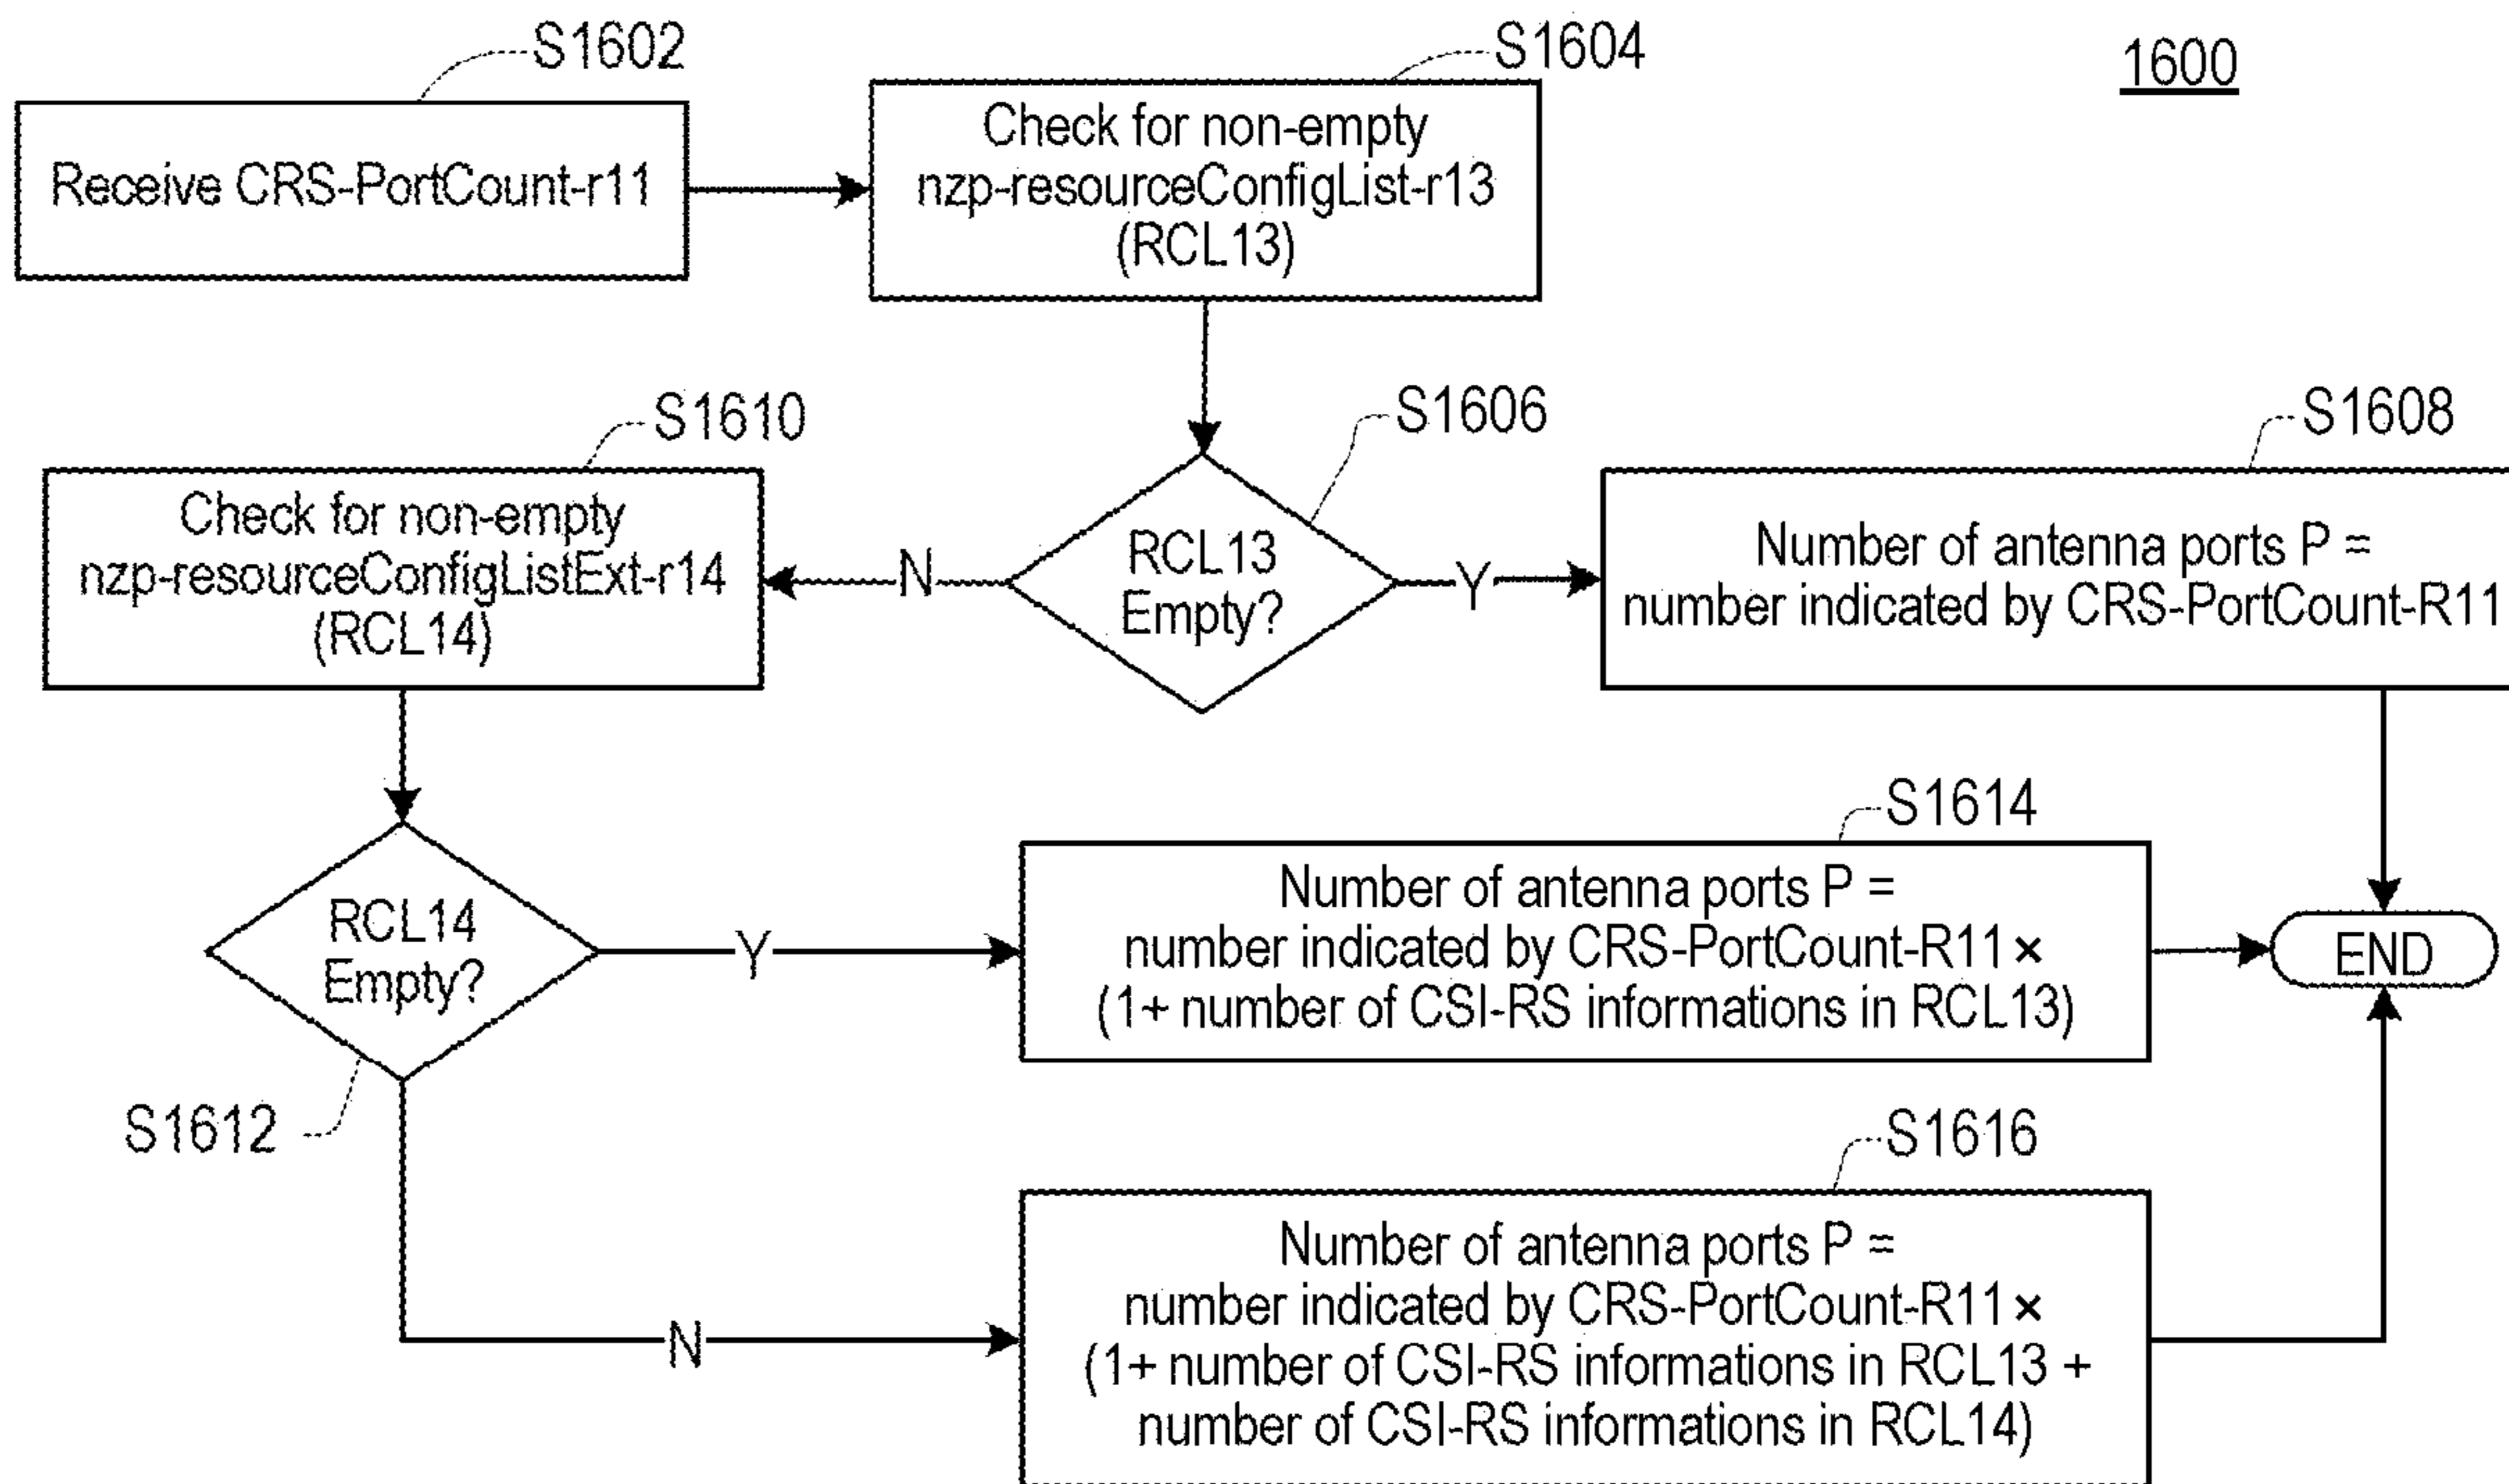 1600
S1602
Receive CRS-PortCount-r11
S1604
Check for non-empty
nzp-resourceConfigList-r13
(RCL13)
S1606
RCL13
Empty?
Y
N
S1608
Number of antenna ports P =
number indicated by CRS-PortCount-R11
S1610
Check for non-empty
nzp-resourceConfigListExt-r14
(RCL14)
S1612
RCL14
Empty?
Y
N
S1614
Number of antenna ports P =
number indicated by CRS-PortCount-R11 ×
(1+ number of CSI-RS informations in RCL13)
S1616
Number of antenna ports P =
number indicated by CRS-PortCount-R11 ×
(1+ number of CSI-RS informations in RCL13 +
number of CSI-RS informations in RCL14)
END